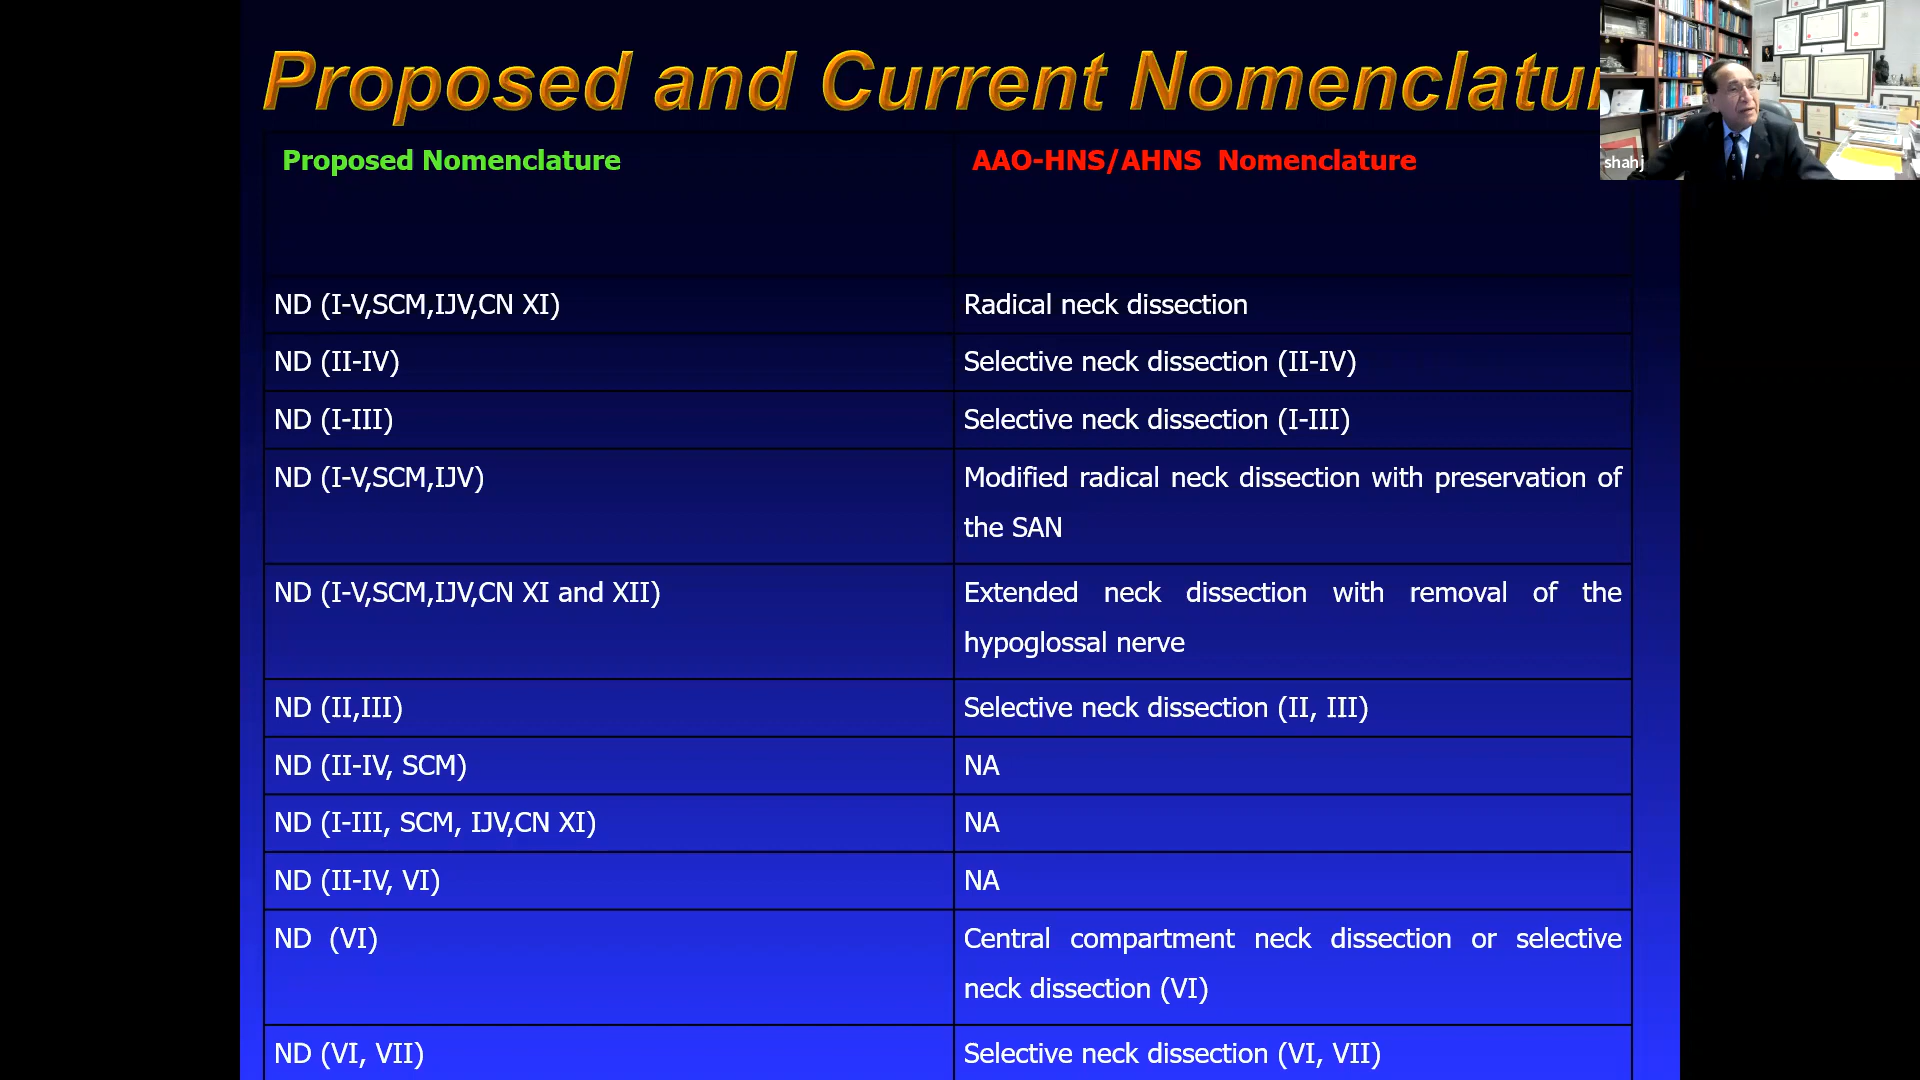 Proposed and Current Nomenclatur
shahj
Proposed Nomenclature
AAO-HNS/AHNS Nomenclature
ND (I-V,SCM,IJV,CN XI)
Radical neck dissection
ND (II-IV)
Selective neck dissection (II-IV)
ND (I-III)
Selective neck dissection (I-III)
ND (I-V,SCM,IJV)
Modified radical neck dissection with preservation of
the SAN
ND (I-V,SCM,IJV,CN XI and XII)
Extended neck dissection with removal of the
hypoglossal nerve
ND (II,III)
Selective neck dissection (II, III)
ND (II-IV, SCM)
NA
ND (I-III, SCM, IJV,CN XI)
NA
ND (II-IV, VI)
NA
ND (VI)
Central compartment neck dissection or selective
neck dissection (VI)
ND (VI, VII)
Selective neck dissection (VI, VII)